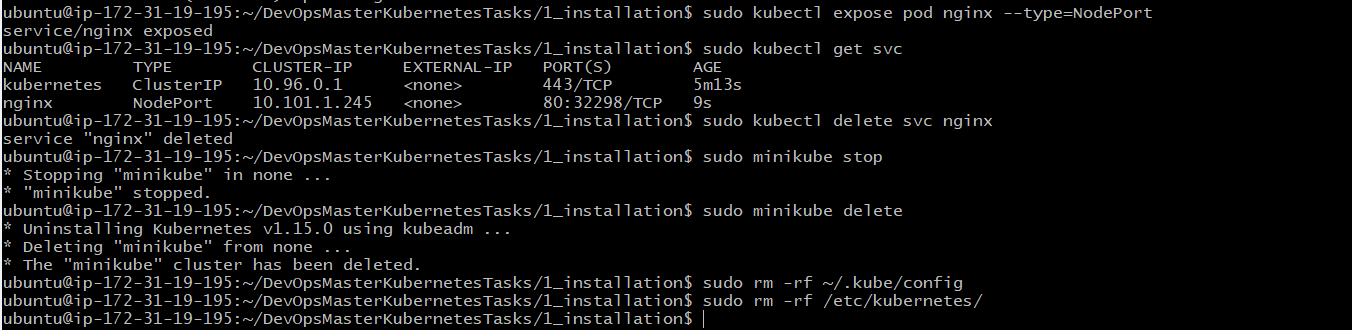 ubuntu@ip-172-31-19-195:~/DevOpsMasterKubernetesTasks/1_installation$ sudo kubectl expose pod nginx --type=NodePort
service/nginx exposed
ubuntu@ip-172-31-19-195:~/DevOpsMasterKubernetesTasks/1_installation$ sudo kubectl get svc
NAME         TYPE        CLUSTER-IP     EXTERNAL-IP   PORT(S)        AGE
kubernetes   ClusterIP   10.96.0.1      <none>        443/TCP        5m13s
nginx        NodePort    10.101.1.245   <none>        80:32298/TCP   9s
ubuntu@ip-172-31-19-195:~/DevOpsMasterKubernetesTasks/1_installation$ sudo kubectl delete svc nginx
service "nginx" deleted
ubuntu@ip-172-31-19-195:~/DevOpsMasterKubernetesTasks/1_installation$ sudo minikube stop
* Stopping "minikube" in none ...
* "minikube" stopped.
ubuntu@ip-172-31-19-195:~/DevOpsMasterKubernetesTasks/1_installation$ sudo minikube delete
* Uninstalling Kubernetes v1.15.0 using kubeadm ...
* Deleting "minikube" from none ...
* The "minikube" cluster has been deleted.
ubuntu@ip-172-31-19-195:~/DevOpsMasterKubernetesTasks/1_installation$ sudo rm -rf ~/.kube/config
ubuntu@ip-172-31-19-195:~/DevOpsMasterKubernetesTasks/1_installation$ sudo rm -rf /etc/kubernetes/
ubuntu@ip-172-31-19-195:~/DevOpsMasterKubernetesTasks/1_installation$